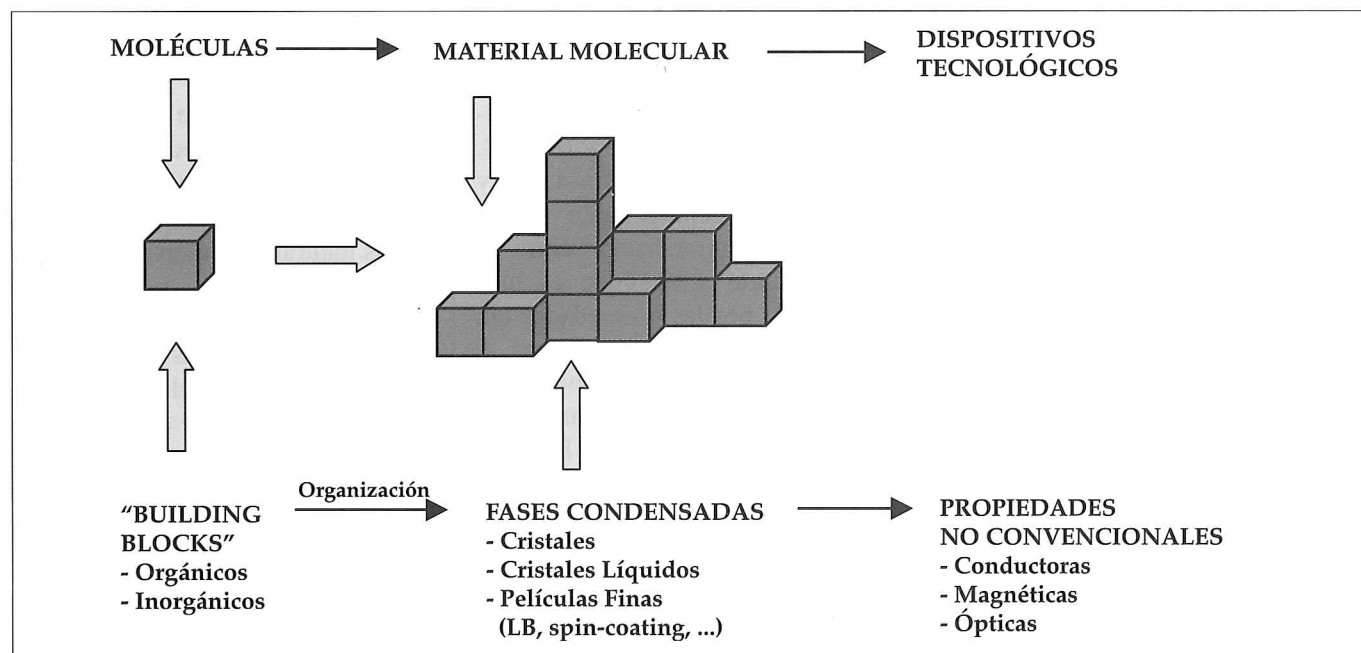 MOLÉCULAS
MATERIAL MOLECULAR
DISPOSITIVOS
TECNOLÓGICOS
Organización
“BUILDING
BLOCKS”
- Orgánicos
- Inorgánicos
FASES CONDENSADAS
- Cristales
- Cristales Líquidos
- Películas Finas
(LB, spin-coating, ...)
PROPIEDADES
NO CONVENCIONALES
- Conductoras
- Magnéticas
- Ópticas